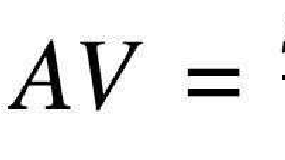 AV =